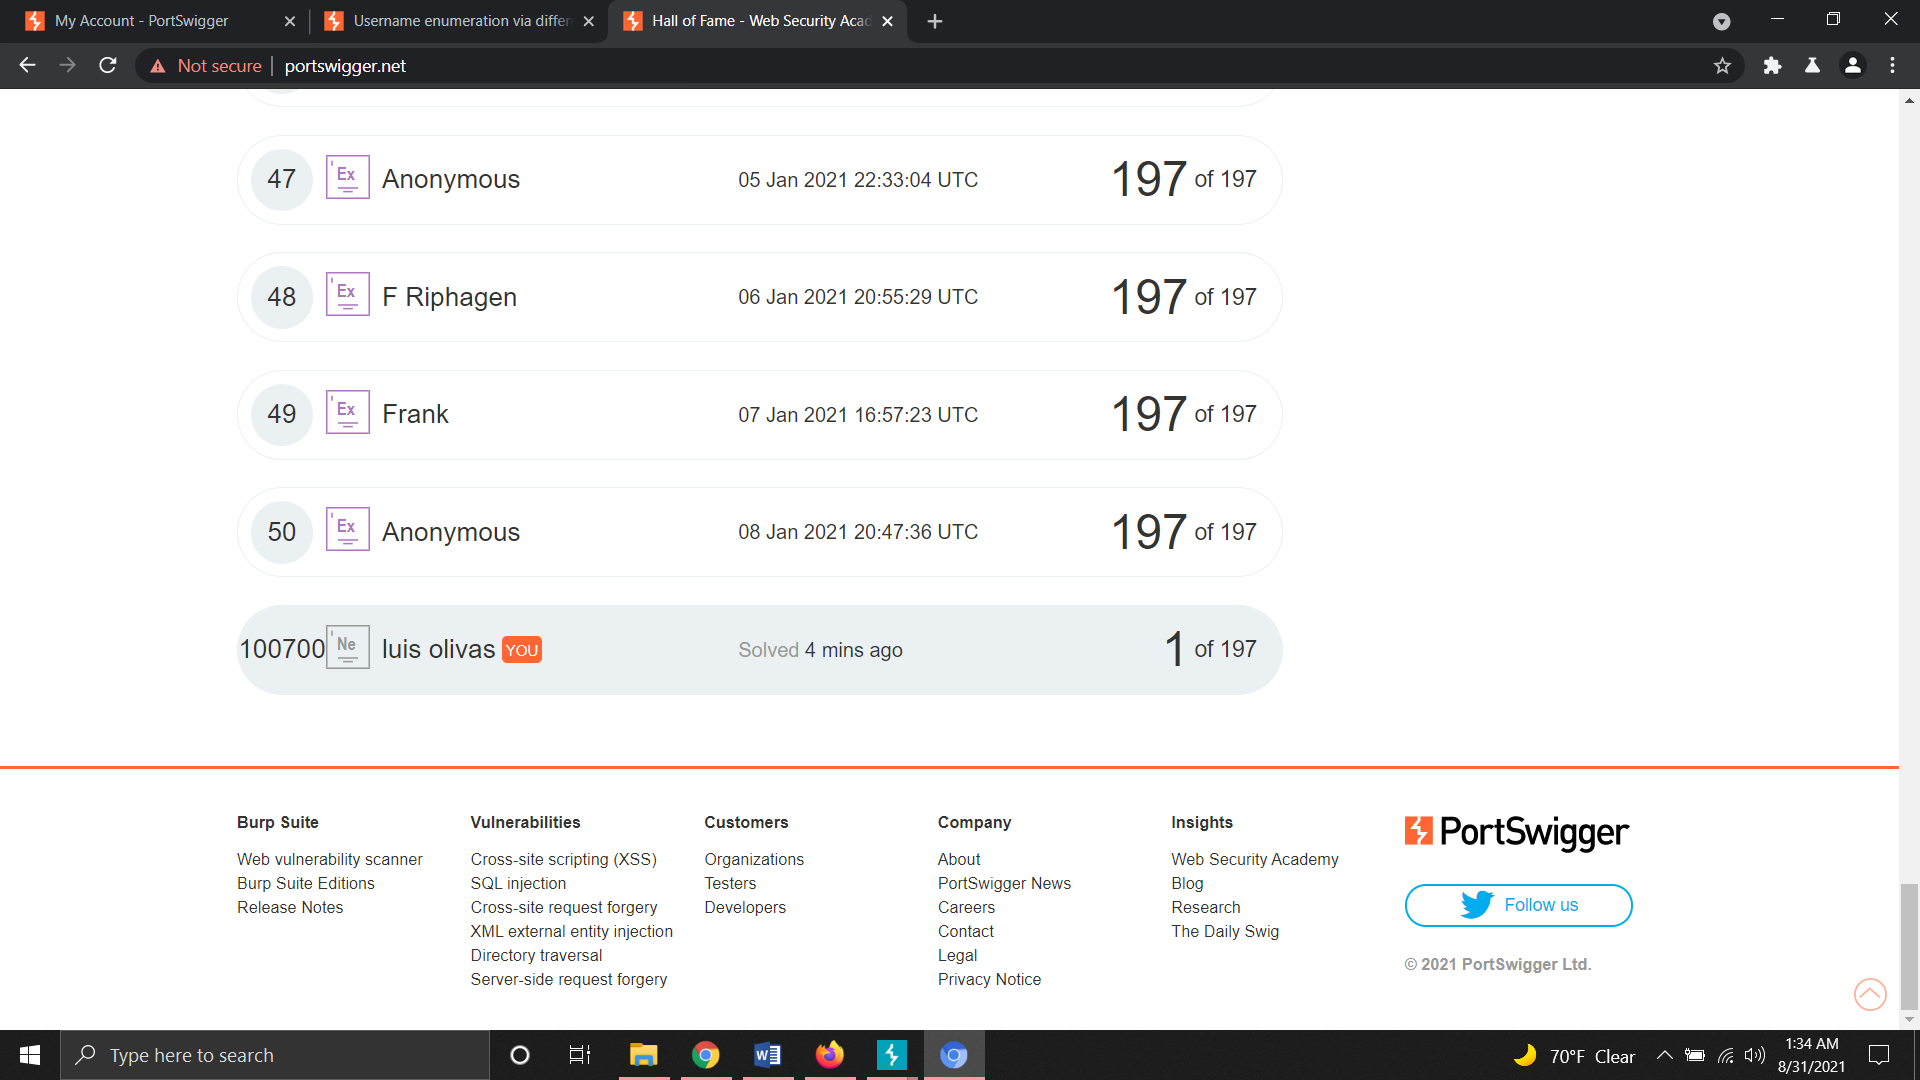 My Account - PortSwigger
Username enumeration via differ
Hall of Fame - Web Security Acad
Not secure
portswigger.net
47 Ex Anonymous 05 Jan 2021 22:33:04 UTC 197 of 197
48 Ex F Riphagen 06 Jan 2021 20:55:29 UTC 197 of 197
49 Ex Frank 07 Jan 2021 16:57:23 UTC 197 of 197
50 Ex Anonymous 08 Jan 2021 20:47:36 UTC 197 of 197
100700 Ne luis olivas YOU Solved 4 mins ago 1 of 197
Burp Suite
Web vulnerability scanner
Burp Suite Editions
Release Notes
Vulnerabilities
Cross-site scripting (XSS)
SQL injection
Cross-site request forgery
XML external entity injection
Directory traversal
Server-side request forgery
Customers
Organizations
Testers
Developers
Company
About
PortSwigger News
Careers
Contact
Legal
Privacy Notice
Insights
Web Security Academy
Blog
Research
The Daily Swig
PortSwigger
Follow us
© 2021 PortSwigger Ltd.
Type here to search
70°F Clear
1:34 AM
8/31/2021